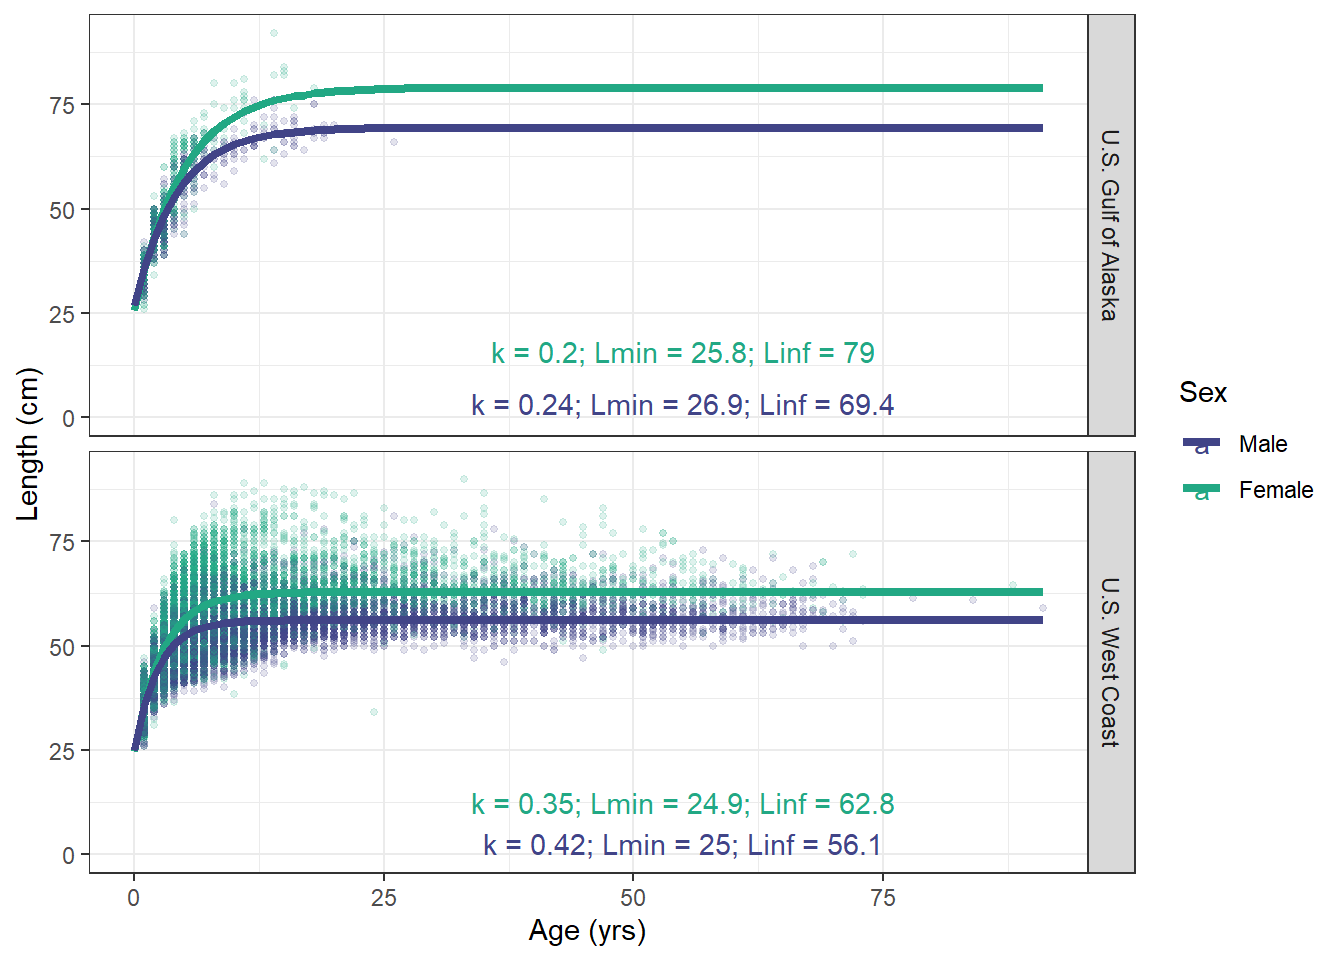 75
50
25
0
k = 0.2; Lmin = 25.8; Linf = 79
k = 0.24; Lmin = 26.9; Linf = 69.4
U.S. Gulf of Alaska
75
50
25
0
k = 0.35; Lmin = 24.9; Linf = 62.8
k = 0.42; Lmin = 25; Linf = 56.1
U.S. West Coast
0
25
50
75
Age (yrs)
Length (cm)
Sex
a Male
a Female